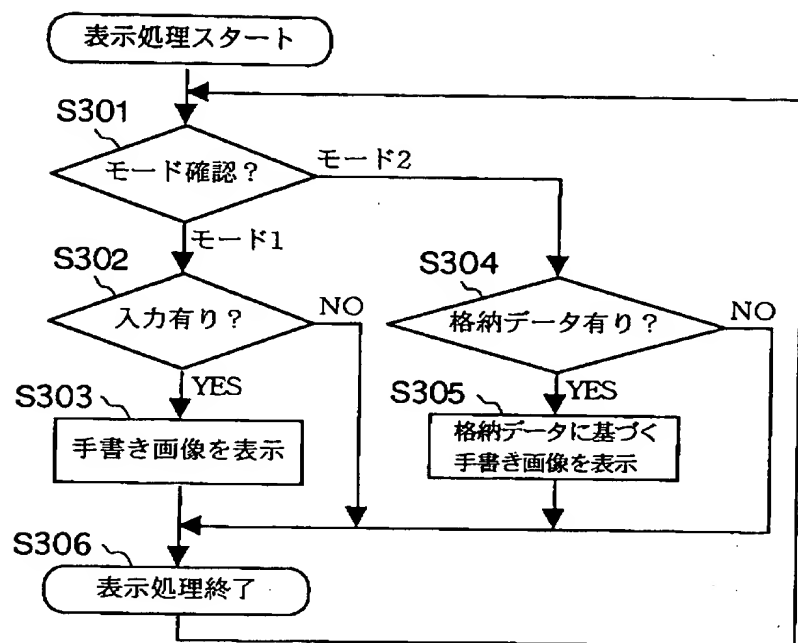 表示処理スタート
S301
モード確認？
モード2
モード1
S302
入力有り？
NO
S304
格納データ有り？
NO
YES
S303
手書き画像を表示
YES
S305
格納データに基づく
手書き画像を表示
S306
表示処理終了